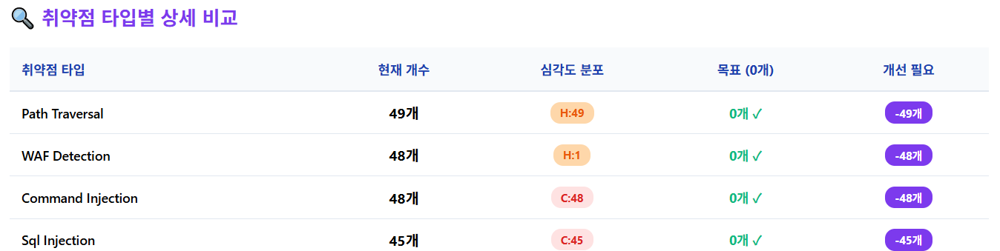 🔍 취약점 타입별 상세 비교
취약점 타입 현재 개수 심각도 분포 목표 (0개) 개선 필요
Path Traversal 49개 H:49 0개 ✓ -49개
WAF Detection 48개 H:1 0개 ✓ -48개
Command Injection 48개 C:48 0개 ✓ -48개
Sql Injection 45개 C:45 0개 ✓ -45개